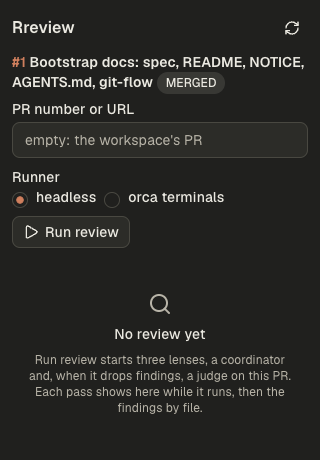 Rreview
#1 Bootstrap docs: spec, README, NOTICE,
AGENTS.md, git-flow MERGED
PR number or URL
empty: the workspace's PR
Runner
headless orca terminals
Run review
No review yet
Run review starts three lenses, a coordinator
and, when it drops findings, a judge on this PR.
Each pass shows here while it runs, then the
findings by file.